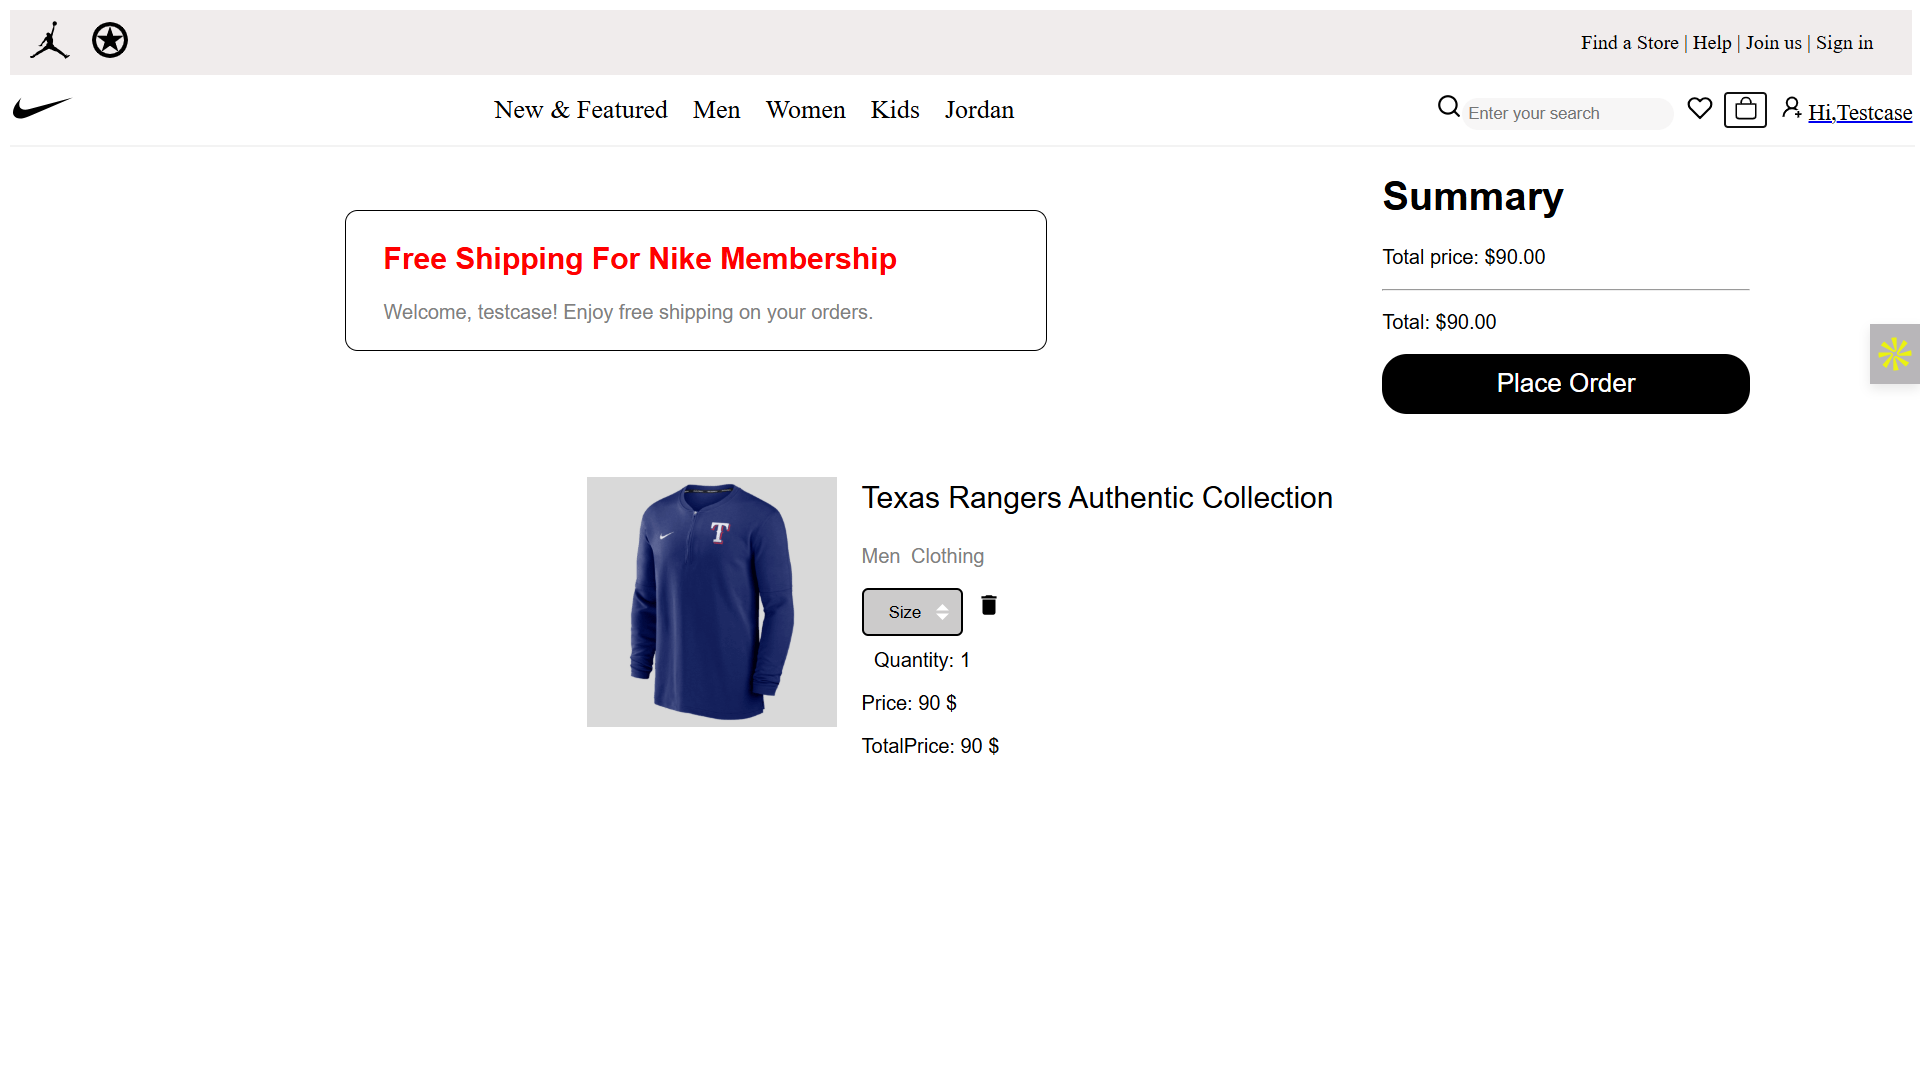 Find a Store | Help | Join us | Sign in
New & Featured Men Women Kids Jordan
Enter your search
Hi,Testcase
Summary
Free Shipping For Nike Membership
Welcome, testcase! Enjoy free shipping on your orders.
Total price: $90.00
Total: $90.00
Place Order
Texas Rangers Authentic Collection
Men Clothing
Size
Quantity: 1
Price: 90 $
TotalPrice: 90 $
T